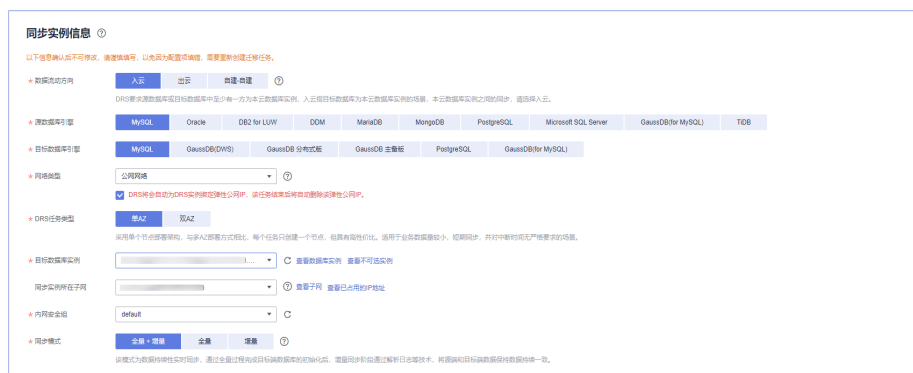 同步实例信息
以下信息确认后不可修改，请谨慎填写，以免因为配置项填错，需要重新创建迁移任务。
* 数据流动方向 入云 出云 自建-自建
DRS要求源数据库或目标数据库中至少有一方为本云数据库实例，入云指目标数据库为本云数据库实例的场景，本云数据库实例之间的同步，请选择入云。
* 源数据库引擎 MySQL Oracle DB2 for LUW DDM MariaDB MongoDB PostgreSQL Microsoft SQL Server GaussDB(for MySQL) TiDB
* 目标数据库引擎 MySQL GaussDB(DWS) GaussDB 分布式版 GaussDB 主备版 PostgreSQL GaussDB(for MySQL)
* 网络类型 公网网络
DRS将会自动为DRS实例绑定弹性公网IP，该任务结束后将自动删除该弹性公网IP。
* DRS任务类型 单AZ 双AZ
采用单个节点部署架构，与多AZ部署方式相比，每个任务只创建一个节点，但具有高性价比。适用于业务数据量较小，短期同步，并对中断时间无严格要求的场景。
* 目标数据库实例 查看数据库实例 查看不可选实例
同步实例所在子网 查看子网 查看已占用的IP地址
* 内网安全组 default
* 同步模式 全量+增量 全量 增量
该模式为数据持续性实时同步，通过全量过程完成目标端数据库的初始化后，增量同步阶段通过解析日志等技术，将源端和目标端数据保持数据持续一致。